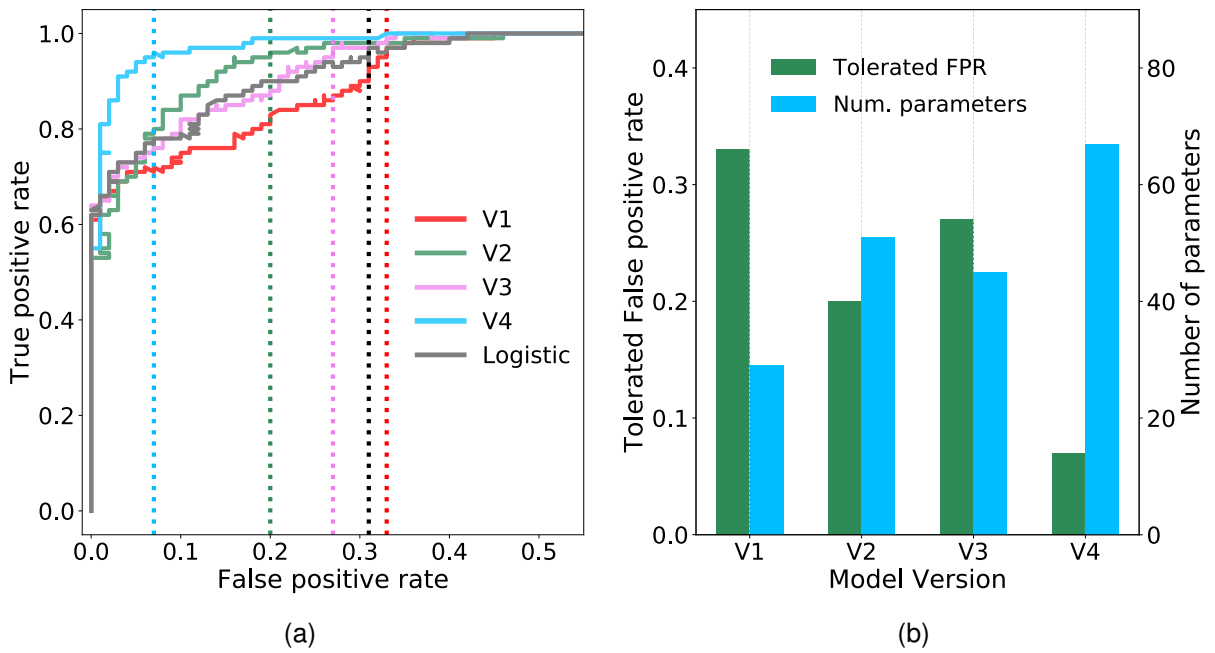 1.0
0.8
0.6
0.4
0.2
0.0
True positive rate
V1
V2
V3
V4
Logistic
0.0 0.1 0.2 0.3 0.4 0.5
False positive rate
(a)
0.4
0.3
0.2
0.1
0.0
Tolerated False positive rate
Tolerated FPR
Num. parameters
80
60
40
20
0
Number of parameters
V1 V2 V3 V4
Model Version
(b)